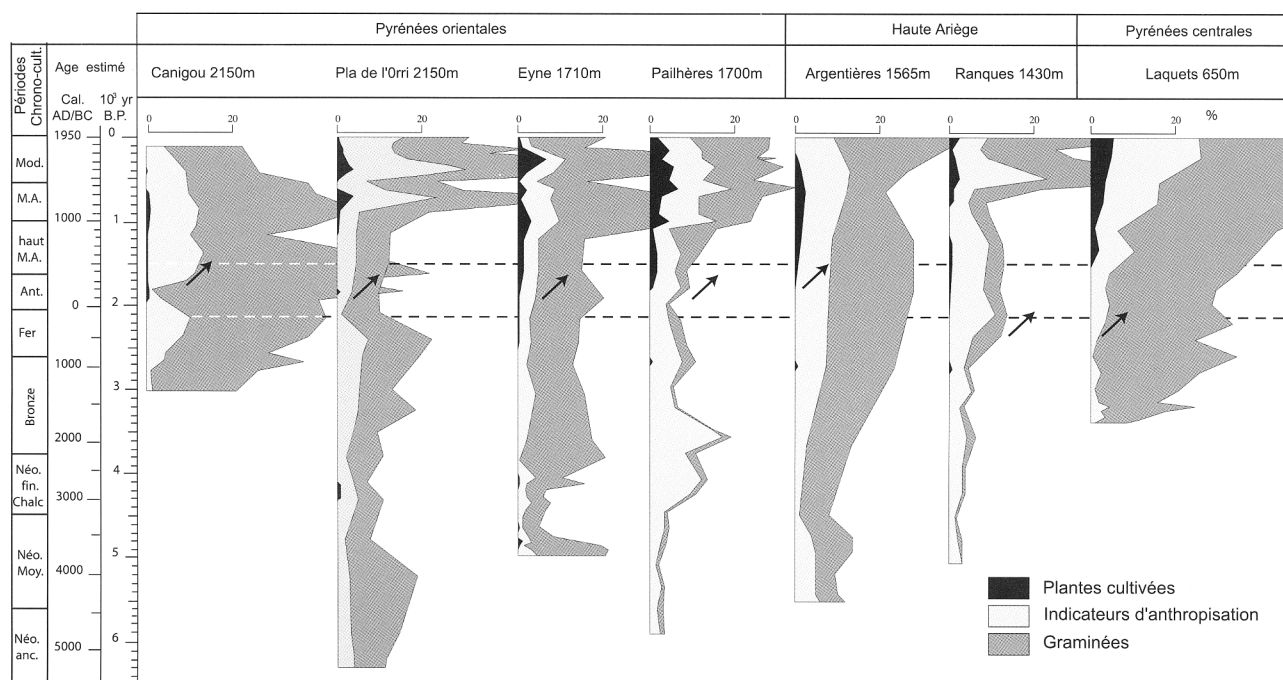 Pyrénées orientales
Haute Ariège
Pyrénées centrales
Périodes
Chrono-cult.
Age estimé
Cal.
AD/BC
10³ yr
B.P.
Canigou 2150m
Pla de l'0rri 2150m
Eyne 1710m
Pailhères 1700m
Argentières 1565m
Ranques 1430m
Laquets 650m
0 20
0 20
0 20
0 20
0 20
0 20
0 20 %
1950 0
Mod.
M.A.
1000 1
haut
M.A.
Ant.
0 2
Fer
1000
3
Bronze
2000
4
Néo.
fin.
Chalc
3000
5
Néo.
Moy.
4000
6
Néo.
anc.
5000
Plantes cultivées
Indicateurs d'anthropisation
Graminées